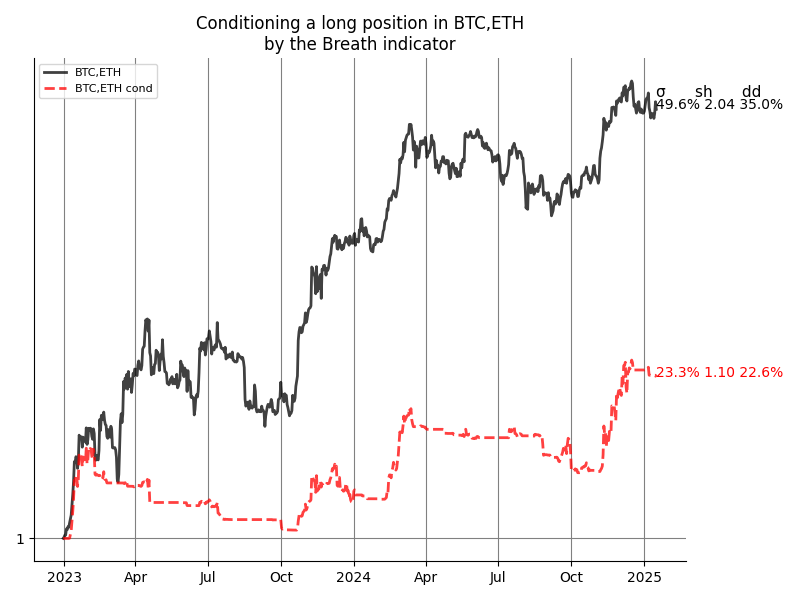 Conditioning a long position in BTC,ETH
by the Breath indicator
BTC,ETH
BTC,ETH cond
σ sh dd
49.6% 2.04 35.0%
23.3% 1.10 22.6%
1
2023 Apr Jul Oct 2024 Apr Jul Oct 2025